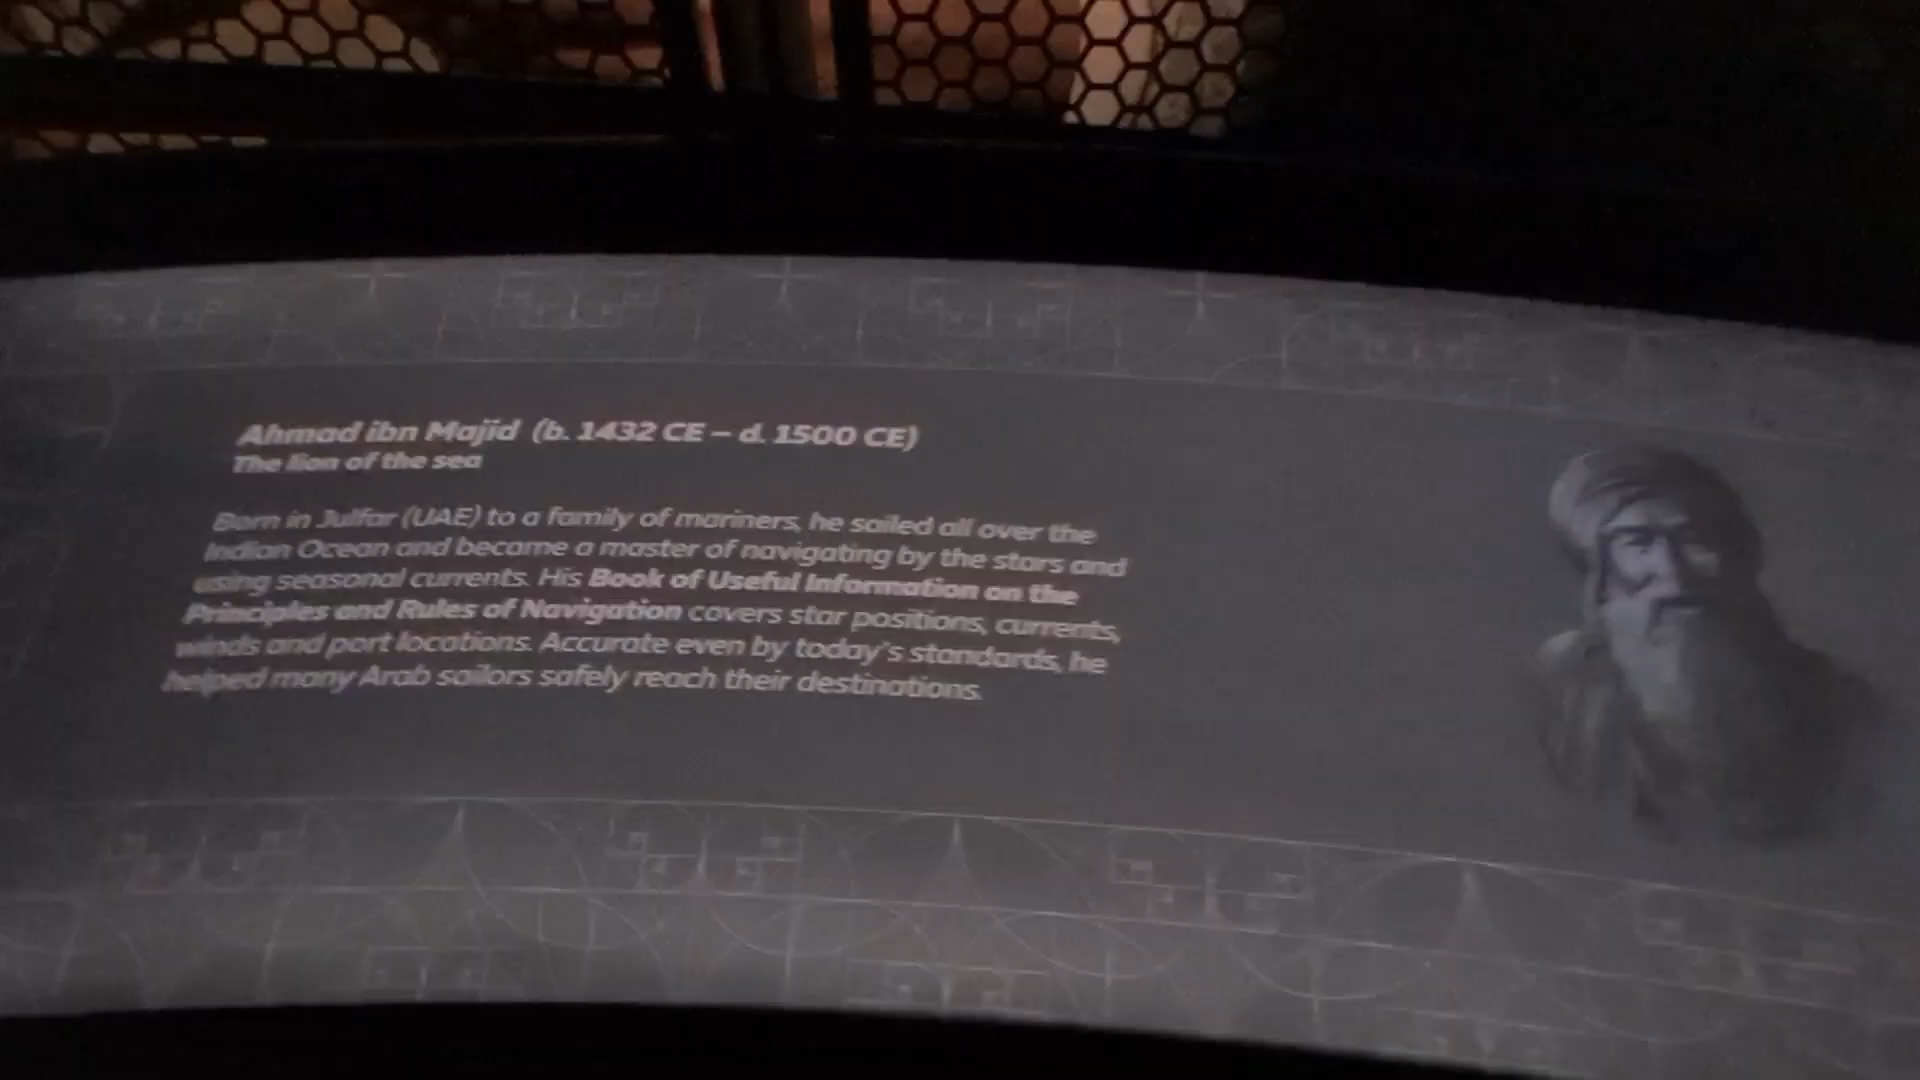 Ahmad ibn Majid (b. 1432 CE – d. 1500 CE)
The lion of the sea
Born in Julfar (UAE) to a family of mariners, he sailed all over the
Indian Ocean and became a master of navigating by the stars and
using seasonal currents. His Book of Useful Information on the
Principles and Rules of Navigation covers star positions, currents,
winds and port locations. Accurate even by today's standards, he
helped many Arab sailors safely reach their destinations.